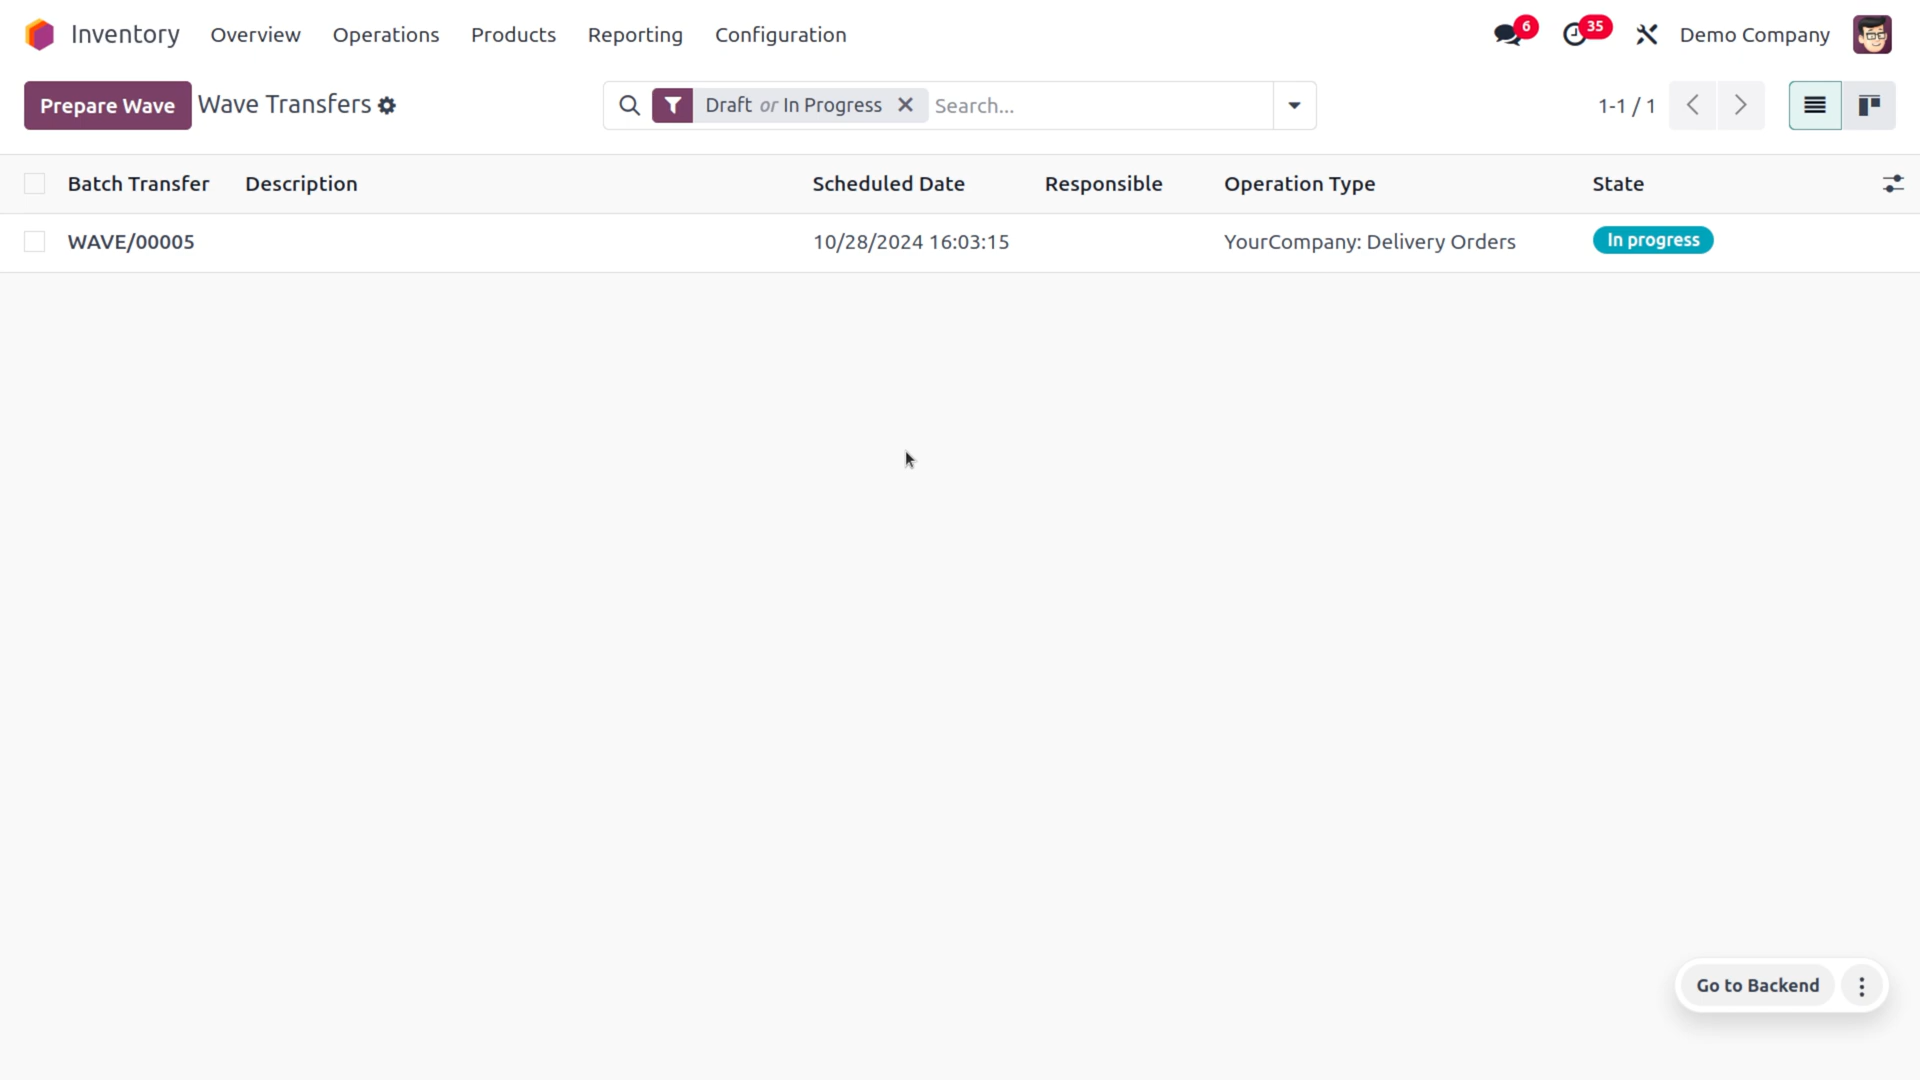 Inventory Overview Operations Products Reporting Configuration 6 35 Demo Company
Prepare Wave Wave Transfers Draft or In Progress Search... 1-1 / 1
Batch Transfer Description Scheduled Date Responsible Operation Type State
WAVE/00005 10/28/2024 16:03:15 YourCompany: Delivery Orders In progress
Go to Backend